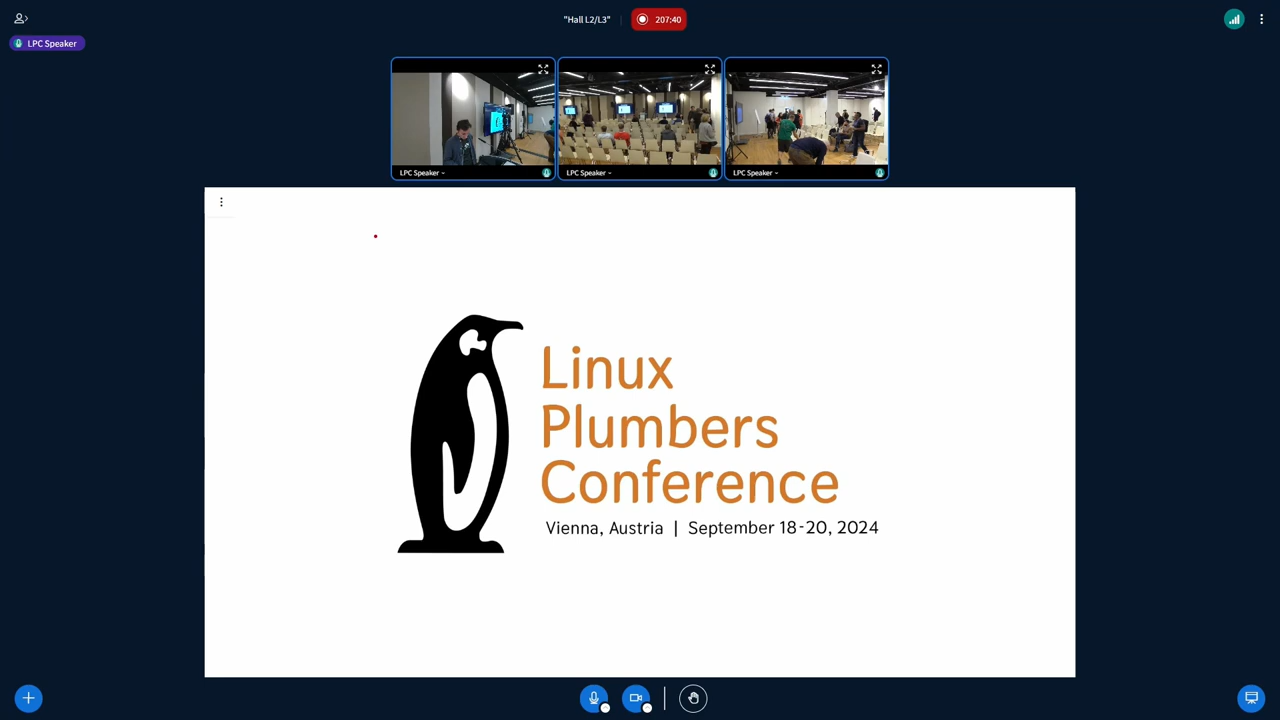 "Hall L2/L3"
207:40
LPC Speaker
LPC Speaker
LPC Speaker
LPC Speaker
Linux
Plumbers
Conference
Vienna, Austria | September 18-20, 2024